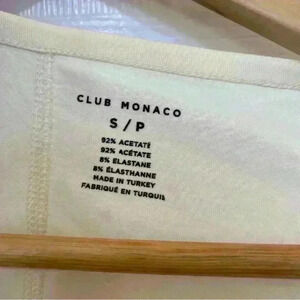 CLUB MONACO
S / P
92% ACETATE
92% ACÉTATE
8% ELASTANE
8% ÉLASTHANNE
MADE IN TURKEY
FABRIQUÉ EN TURQUIE